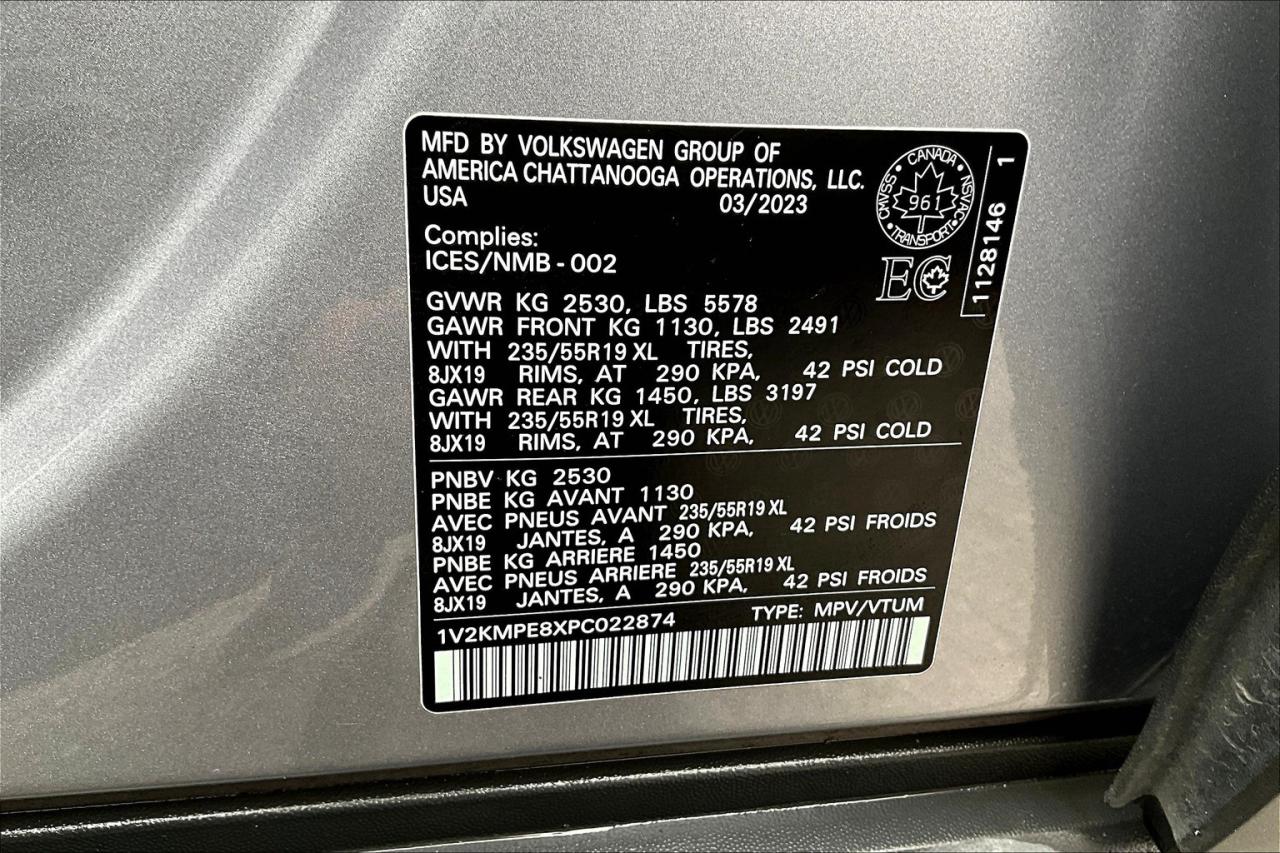 MFD BY VOLKSWAGEN GROUP OF
AMERICA CHATTANOOGA OPERATIONS, LLC.
USA 03/2023
CANADA
CMVSS 961 NSVAC
TRANSPORT
EC
1128146 1
Complies:
ICES/NMB-002
GVWR KG 2530, LBS 5578
GAWR FRONT KG 1130, LBS 2491
WITH 235/55R19 XL TIRES,
8JX19 RIMS, AT 290 KPA, 42 PSI COLD
GAWR REAR KG 1450, LBS 3197
WITH 235/55R19 XL TIRES,
8JX19 RIMS, AT 290 KPA, 42 PSI COLD
PNBV KG 2530
PNBE KG AVANT 1130
AVEC PNEUS AVANT 235/55R19 XL
8JX19 JANTES, A 290 KPA, 42 PSI FROIDS
PNBE KG ARRIERE 1450
AVEC PNEUS ARRIERE 235/55R19 XL
8JX19 JANTES, A 290 KPA, 42 PSI FROIDS
1V2KMPE8XPC022874 TYPE: MPV/VTUM